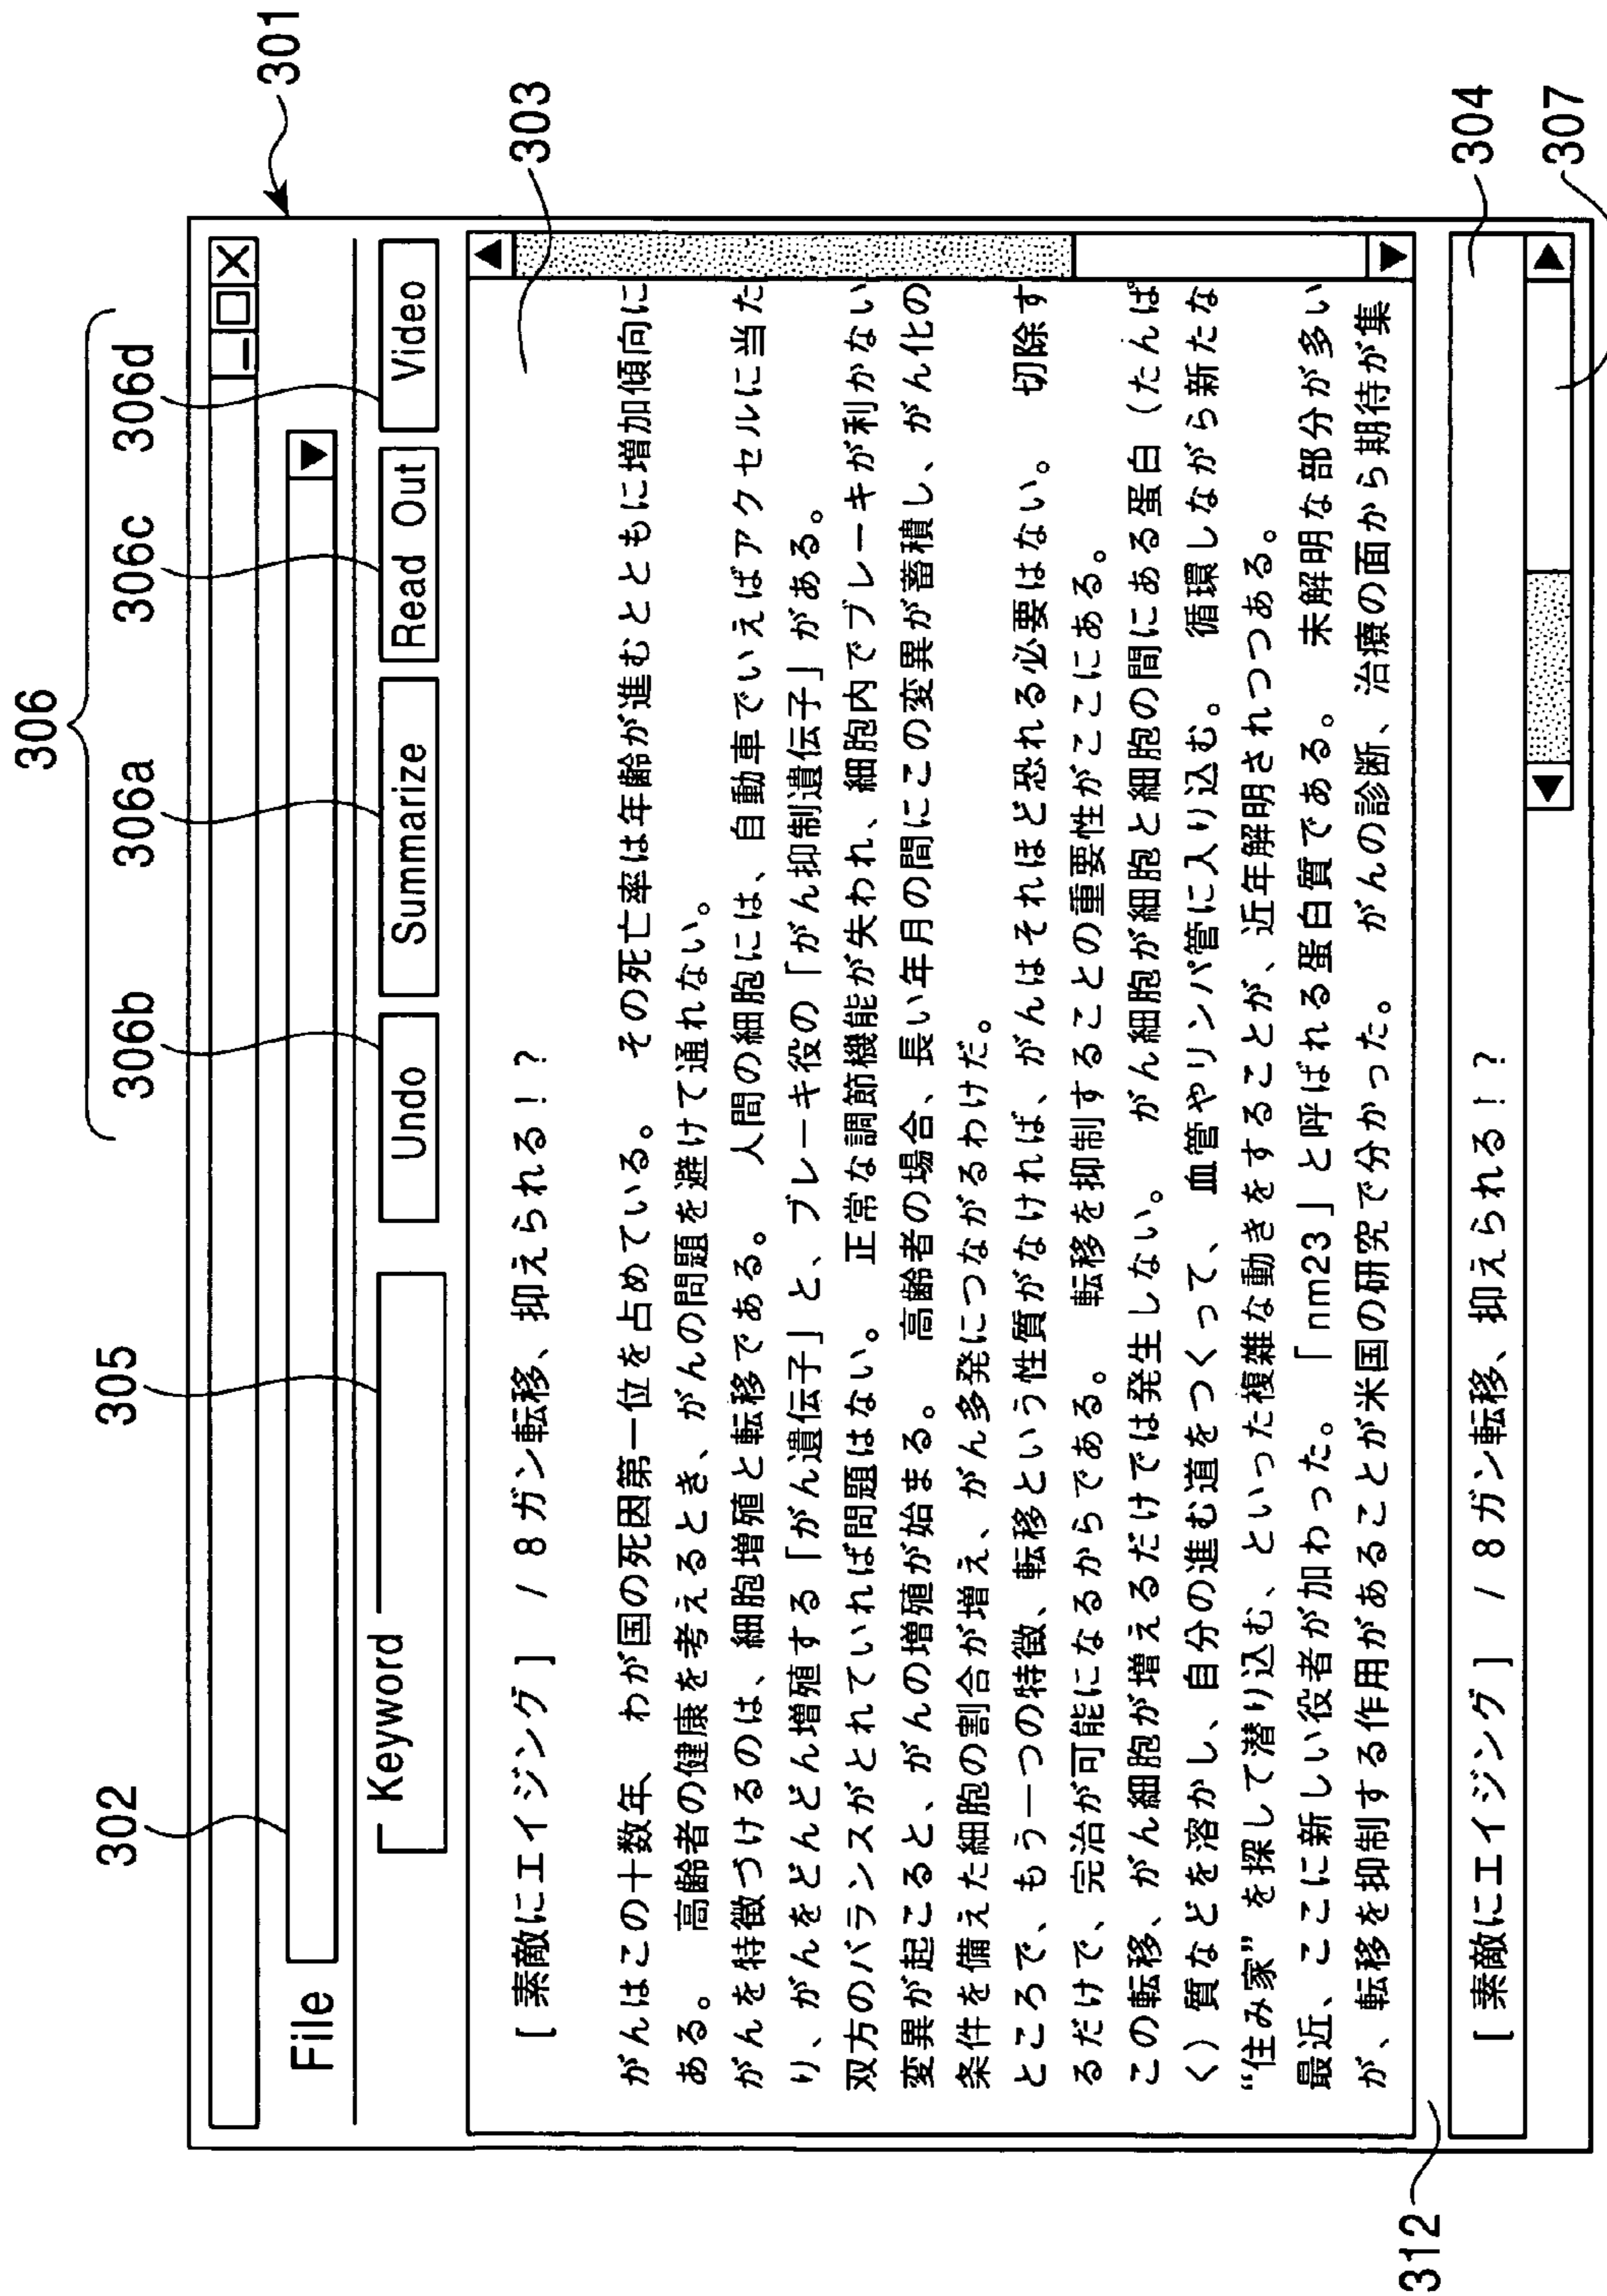 306
306b
306a
306c
306d
302
305
301
File
Keyword
Undo
Summarize
Read Out
Video
303
[素敵にエイジング] /8ガン転移、抑えられる!?
がんはこの十数年、 わが国の死因第一位を占めている。 その死亡率は年齢が進むとともに増加傾向に
ある。 高齢者の健康を考えるとき、がんの問題を避けて通れない。
がんを特徴づけるのは、細胞増殖と転移である。 人間の細胞には、自動車でいえばアクセルに当た
り、がんをどんどん増殖する「がん遺伝子」と、ブレーキ役の「がん抑制遺伝子」がある。
双方のバランスがとれていれば問題はない。 正常な調節機能が失われ、細胞内でブレーキが利かない
変異が起こると、がんの増殖が始まる。 高齢者の場合、長い年月の間にこの変異が蓄積し、がん化の
条件を備えた細胞の割合が増え、がん多発につながるわけだ。
ところで、もう一つの特徴、転移という性質がなければ、がんはそれほど恐れる必要はない。 切除す
るだけで、完治が可能になるからである。 転移を抑制することの重要性がここにある。
この転移、がん細胞が増えるだけでは発生しない。 がん細胞が細胞と細胞の間にある蛋白(たんぱ
く)質などを溶かし、自分の進む道をつくって、 血管やリンパ管に入り込む。 循環しながら新たな
“住み家” を探して潜り込む、といった複雑な動きをすることが、近年解明されつつある。
最近、ここに新しい役者が加わった。「nm23」と呼ばれる蛋白質である。 未解明な部分が多い
が、転移を抑制する作用があることが米国の研究で分かった。 がんの診断、治療の面から期待が集
312
[素敵にエイジング] /8ガン転移、抑えられる!?
304
307